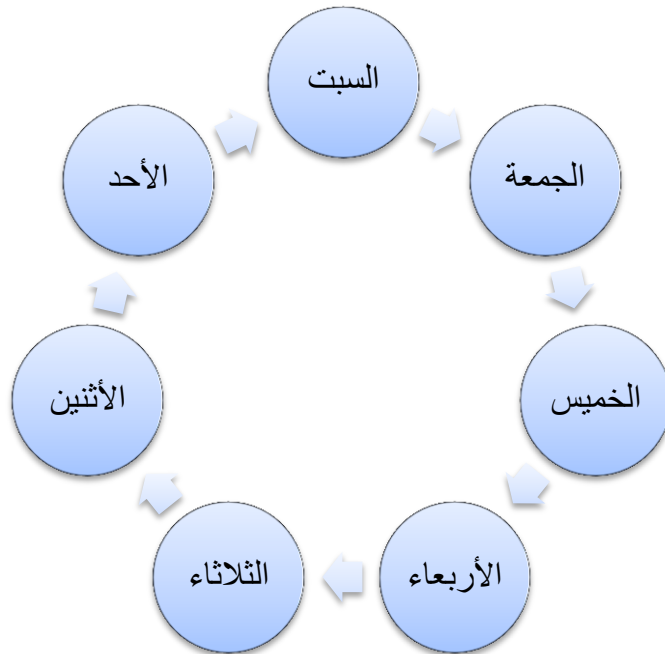 السبت
الجمعة
الخميس
الأربعاء
الثلاثاء
الأثنين
الأحد